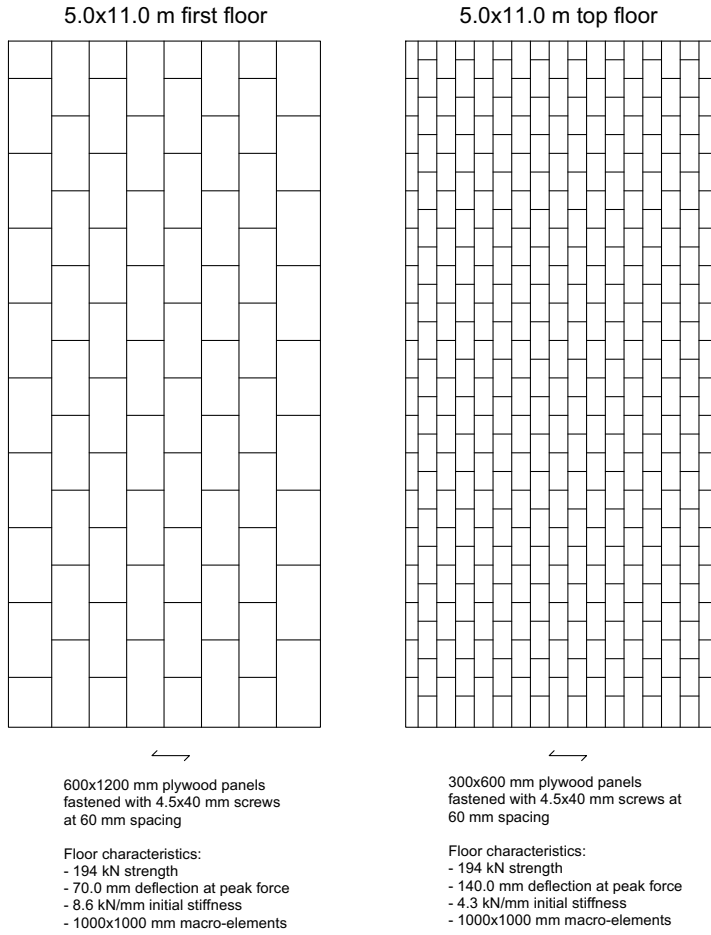 5.0x11.0 m first floor
600x1200 mm plywood panels
fastened with 4.5x40 mm screws
at 60 mm spacing
Floor characteristics:
- 194 kN strength
- 70.0 mm deflection at peak force
- 8.6 kN/mm initial stiffness
- 1000x1000 mm macro-elements
5.0x11.0 m top floor
300x600 mm plywood panels
fastened with 4.5x40 mm screws at
60 mm spacing
Floor characteristics:
- 194 kN strength
- 140.0 mm deflection at peak force
- 4.3 kN/mm initial stiffness
- 1000x1000 mm macro-elements